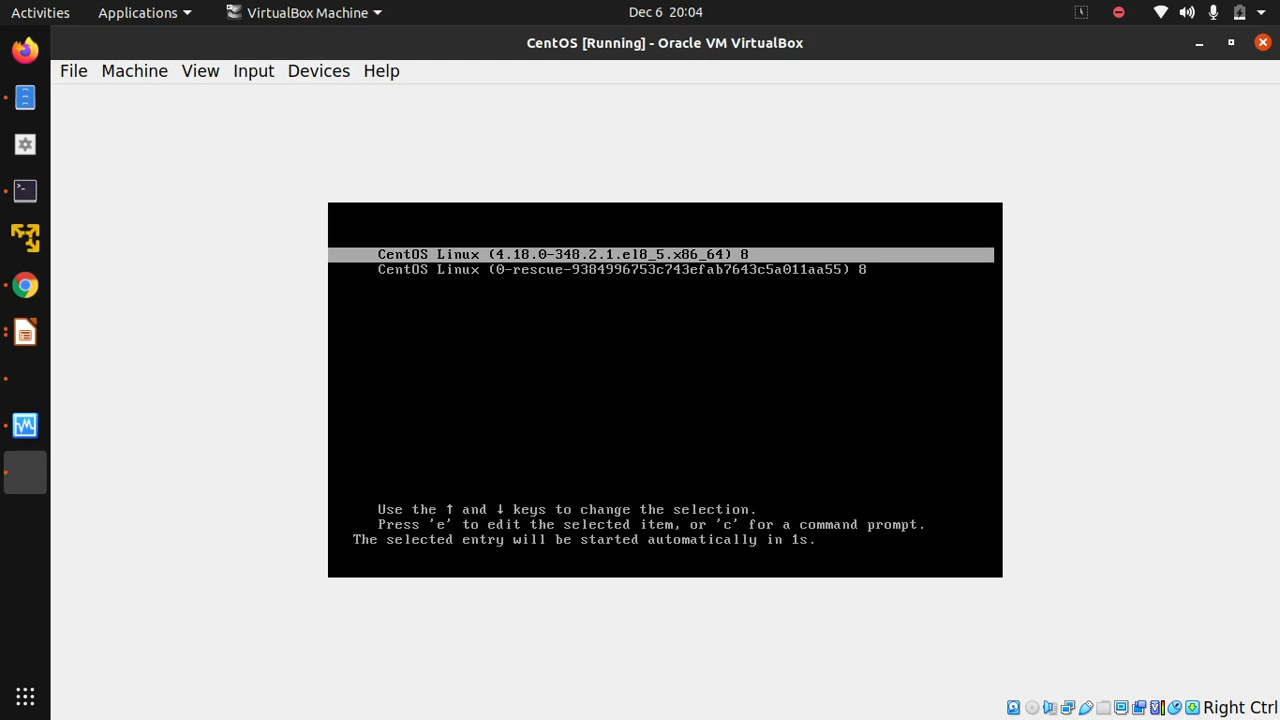 Activities Applications VirtualBox Machine Dec 6 20:04
CentOS [Running] - Oracle VM VirtualBox
File Machine View Input Devices Help
CentOS Linux (4.18.0-348.2.1.el8_5.x86_64) 8
CentOS Linux (0-rescue-9384996753c743efab7643c5a011aa55) 8
Use the ↑ and ↓ keys to change the selection.
Press 'e' to edit the selected item, or 'c' for a command prompt.
The selected entry will be started automatically in 1s.
Right Ctrl